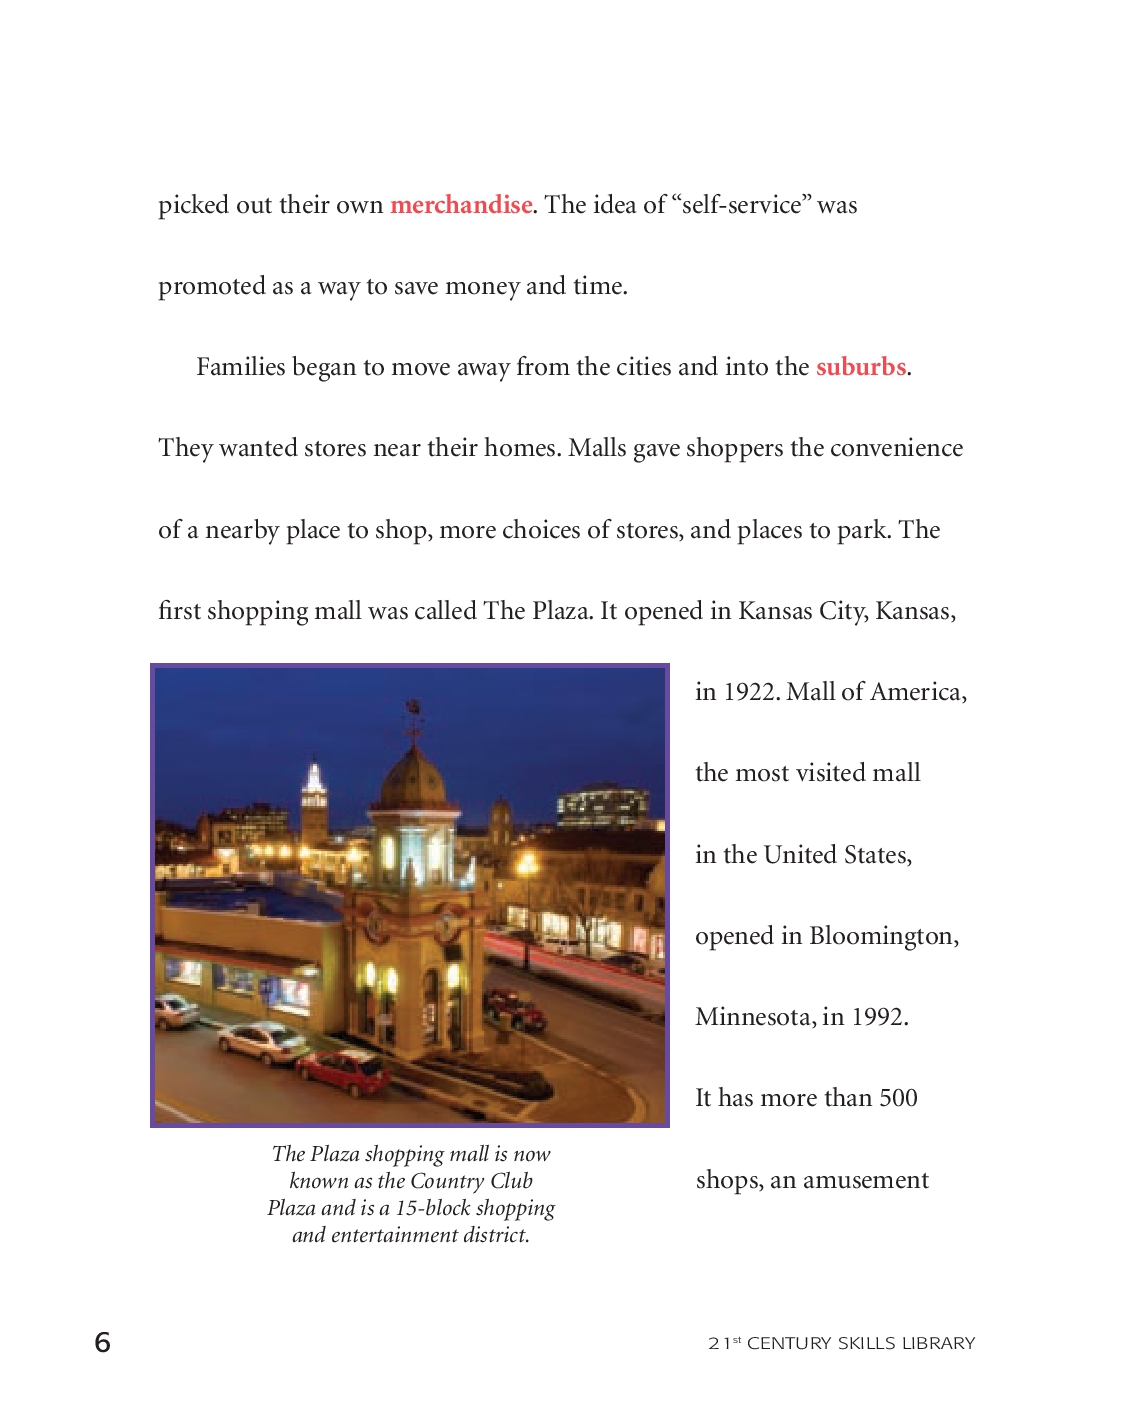 picked out their own merchandise. The idea of “self-service” was
promoted as a way to save money and time.
Families began to move away from the cities and into the suburbs.
They wanted stores near their homes. Malls gave shoppers the convenience
of a nearby place to shop, more choices of stores, and places to park. The
first shopping mall was called The Plaza. It opened in Kansas City, Kansas,
in 1922. Mall of America,
the most visited mall
in the United States,
opened in Bloomington,
Minnesota, in 1992.
It has more than 500
shops, an amusement
The Plaza shopping mall is now
known as the Country Club
Plaza and is a 15-block shopping
and entertainment district.
6
21st CENTURY SKILLS LIBRARY